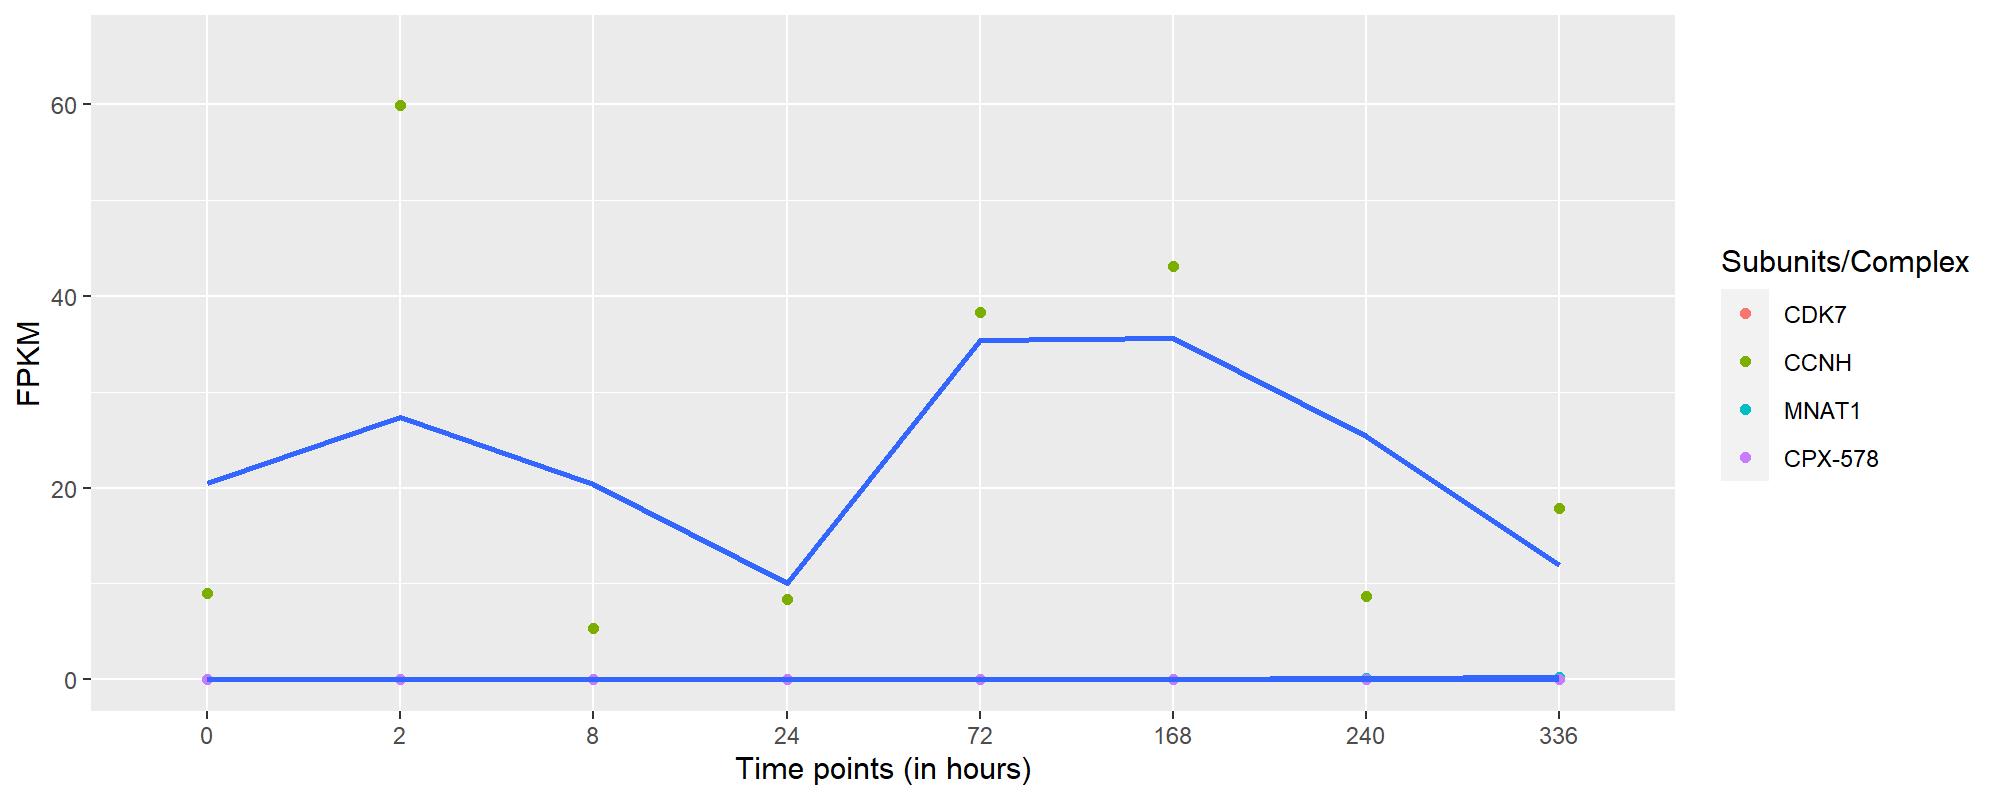 FPKM
60
40
20
0
0 2 8 24 72 168 240 336
Time points (in hours)
Subunits/Complex
CDK7
CCNH
MNAT1
CPX-578